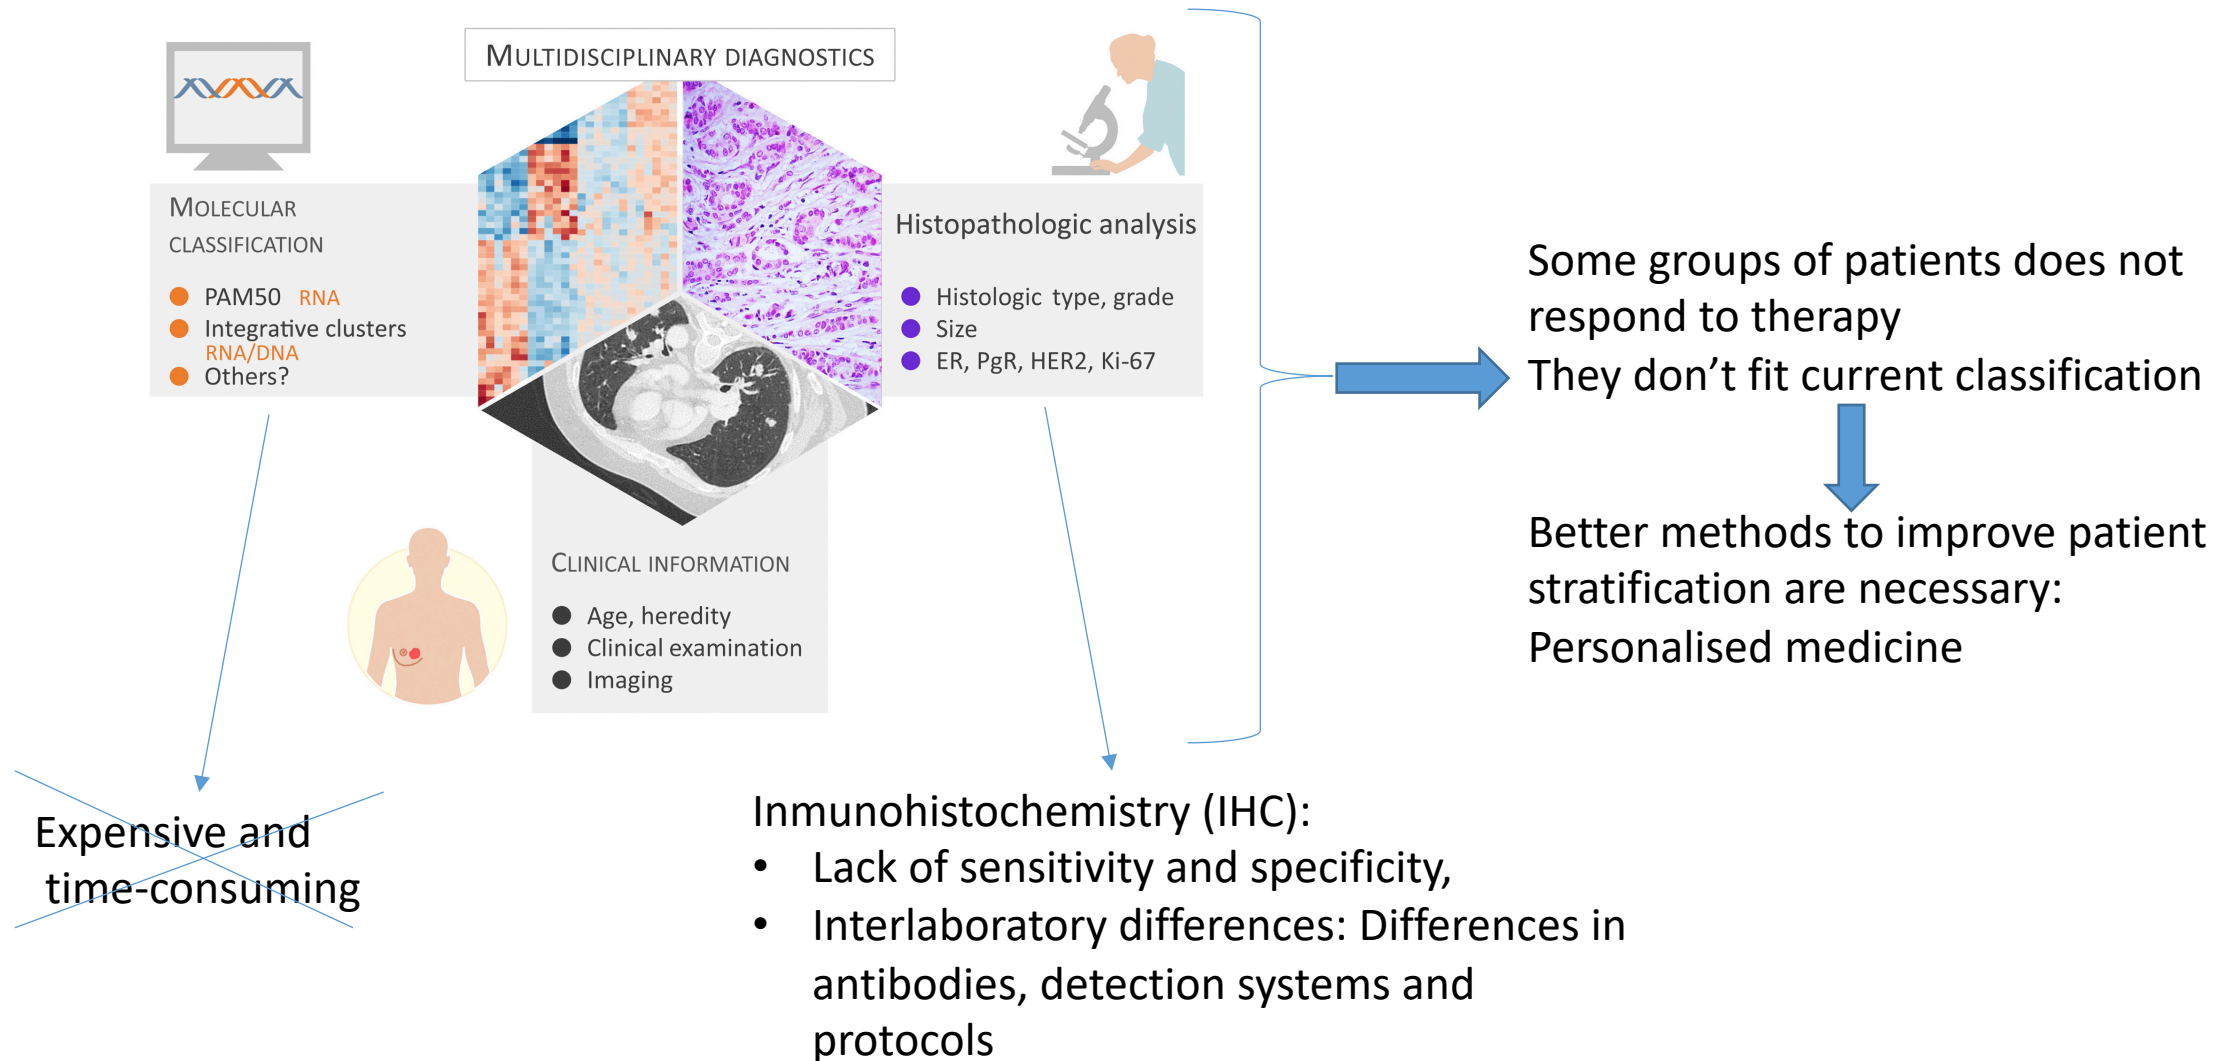 MULTIDISCIPLINARY DIAGNOSTICS
MOLECULAR
CLASSIFICATION
PAM50 RNA
Integrative clusters
RNA/DNA
Others?
Histopathologic analysis
Histologic type, grade
Size
ER, PgR, HER2, Ki-67
CLINICAL INFORMATION
Age, heredity
Clinical examination
Imaging
Some groups of patients does not
respond to therapy
They don’t fit current classification
Better methods to improve patient
stratification are necessary:
Personalised medicine
Expensive and
time-consuming
Inmunohistochemistry (IHC):
• Lack of sensitivity and specificity,
• Interlaboratory differences: Differences in
antibodies, detection systems and
protocols